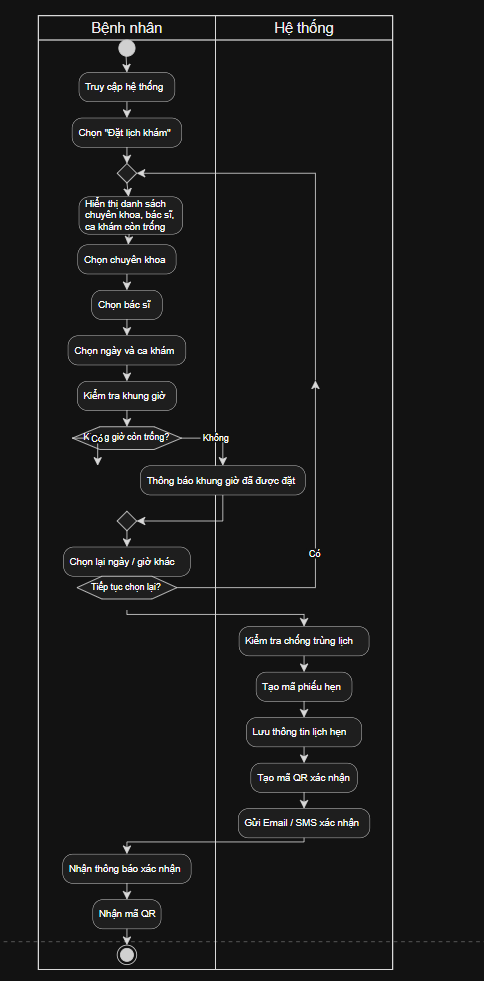 Bệnh nhân
Hệ thống
Truy cập hệ thống
Chọn "Đặt lịch khám"
Hiển thị danh sách
chuyên khoa, bác sĩ,
ca khám còn trống
Chọn chuyên khoa
Chọn bác sĩ
Chọn ngày và ca khám
Kiểm tra khung giờ
giờ còn trống?
Có
Không
Thông báo khung giờ đã được đặt
Chọn lại ngày / giờ khác
Có
Tiếp tục chọn lại?
Kiểm tra chống trùng lịch
Tạo mã phiếu hẹn
Lưu thông tin lịch hẹn
Tạo mã QR xác nhận
Gửi Email / SMS xác nhận
Nhận thông báo xác nhận
Nhận mã QR